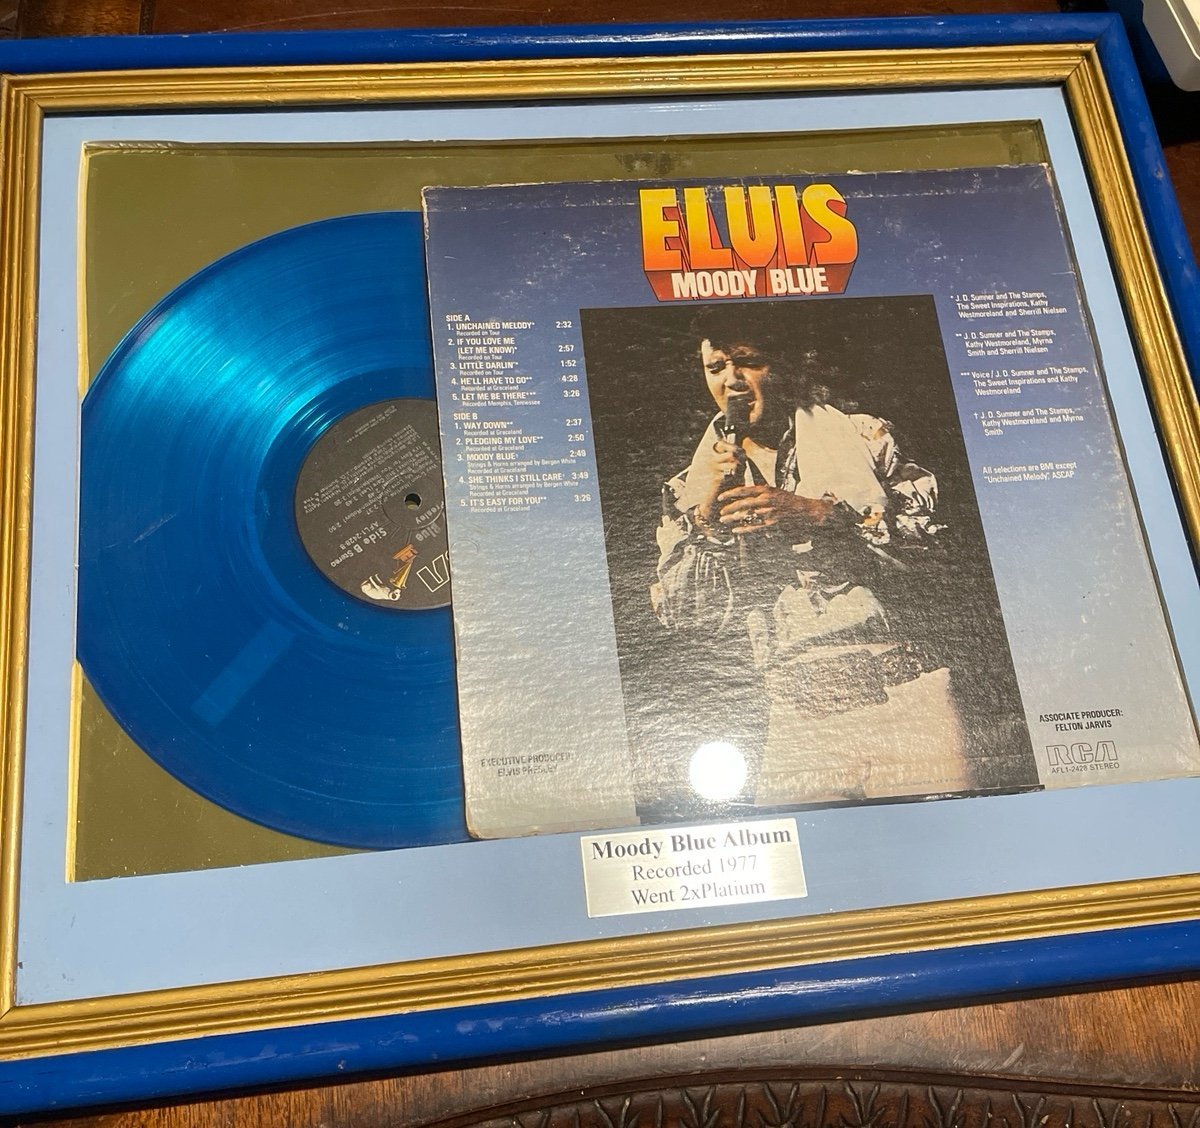 ELVIS
MOODY BLUE
SIDE A
1. UNCHAINED MELODY* 2:32
Recorded on Tour
2. IF YOU LOVE ME
(LET ME KNOW)* 2:57
Recorded on Tour
3. LITTLE DARLIN'* 1:52
Recorded on Tour
4. HE'LL HAVE TO GO** 4:28
Recorded at Graceland
5. LET ME BE THERE*** 3:26
Recorded Memphis, Tennessee
SIDE B
1. WAY DOWN** 2:37
Recorded at Graceland
2. PLEDGING MY LOVE** 2:50
Recorded at Graceland
3. MOODY BLUE† 2:49
Strings & Horns arranged by Bergen White
Recorded at Graceland
4. SHE THINKS I STILL CARE† 3:49
Strings & Horns arranged by Bergen White
Recorded at Graceland
5. IT'S EASY FOR YOU** 3:26
Recorded at Graceland
* J. D. Sumner and The Stamps,
The Sweet Inspirations, Kathy
Westmoreland and Sherrill Nielsen
** J. D. Sumner and The Stamps,
Kathy Westmoreland, Myrna
Smith and Sherrill Nielsen
*** Voice / J. D. Sumner and The Stamps,
The Sweet Inspirations and Kathy
Westmoreland
† J. D. Sumner and The Stamps,
Kathy Westmoreland and Myrna
Smith
All selections are BMI except
"Unchained Melody", ASCAP
EXECUTIVE PRODUCER:
ELVIS PRESLEY
ASSOCIATE PRODUCER:
FELTON JARVIS
RCA
AFL1-2428 STEREO
Side B Stereo
AFL1-2428 B
Moody Blue Album
Recorded 1977
Went 2xPlatium